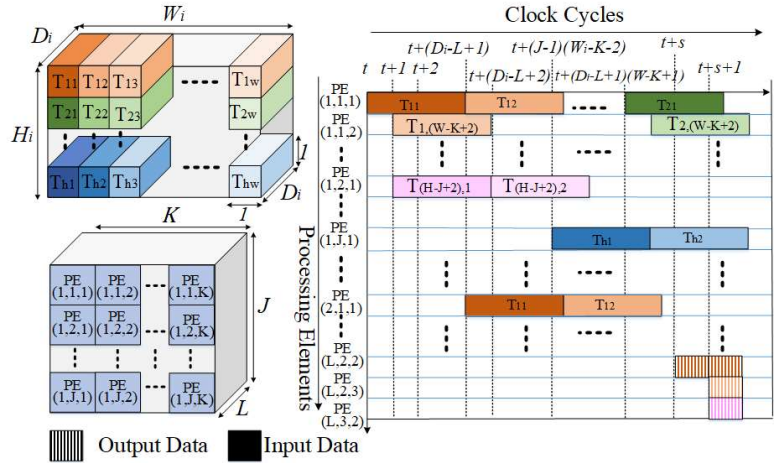 Wi
Di
Hi
T11 T12 T13 T1w
T21 T22 T23 T2w
Th1 Th2 Th3 Thw
1
Di
1
K
J
L
PE (1,1,1) PE (1,1,2) PE (1,1,K)
PE (1,2,1) PE (1,2,2) PE (1,2,K)
PE (1,J,1) PE (1,J,2) PE (1,J,K)
Output Data Input Data
Clock Cycles
t+(Di-L+1) t+(J-1)(Wi-K-2) t+s
t t+1 t+2 t+(Di-L+2) t+(Di-L+1)(W-K+1) t+s+1
Processing Elements
PE (1,1,1) T11 T12 T21
PE (1,1,2) T1,(W-K+2) T2,(W-K+2)
PE (1,2,1) T(H-J+2),1 T(H-J+2),2
PE (1,J,1) Th1 Th2
PE (2,1,1) T11 T12
PE (L,2,2)
PE (L,2,3)
PE (L,3,2)